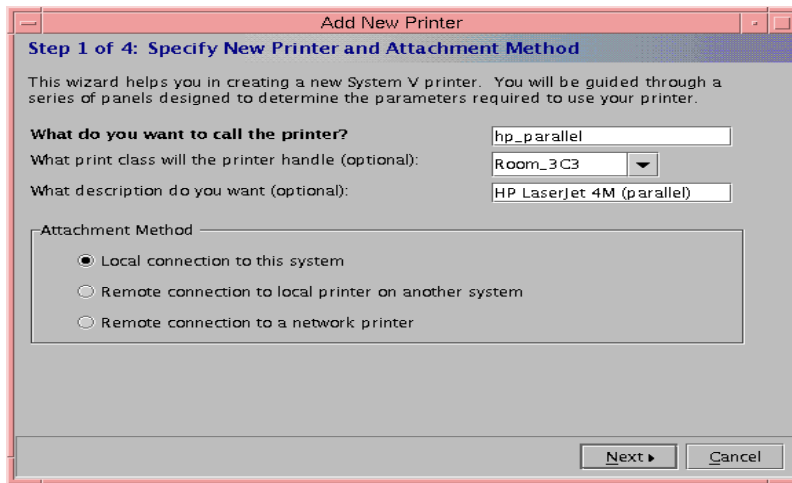 Add New Printer
Step 1 of 4: Specify New Printer and Attachment Method
This wizard helps you in creating a new System V printer. You will be guided through a
series of panels designed to determine the parameters required to use your printer.
What do you want to call the printer? hp_parallel
What print class will the printer handle (optional): Room_3C3
What description do you want (optional): HP LaserJet 4M (parallel)
Attachment Method
Local connection to this system
Remote connection to local printer on another system
Remote connection to a network printer
Next Cancel